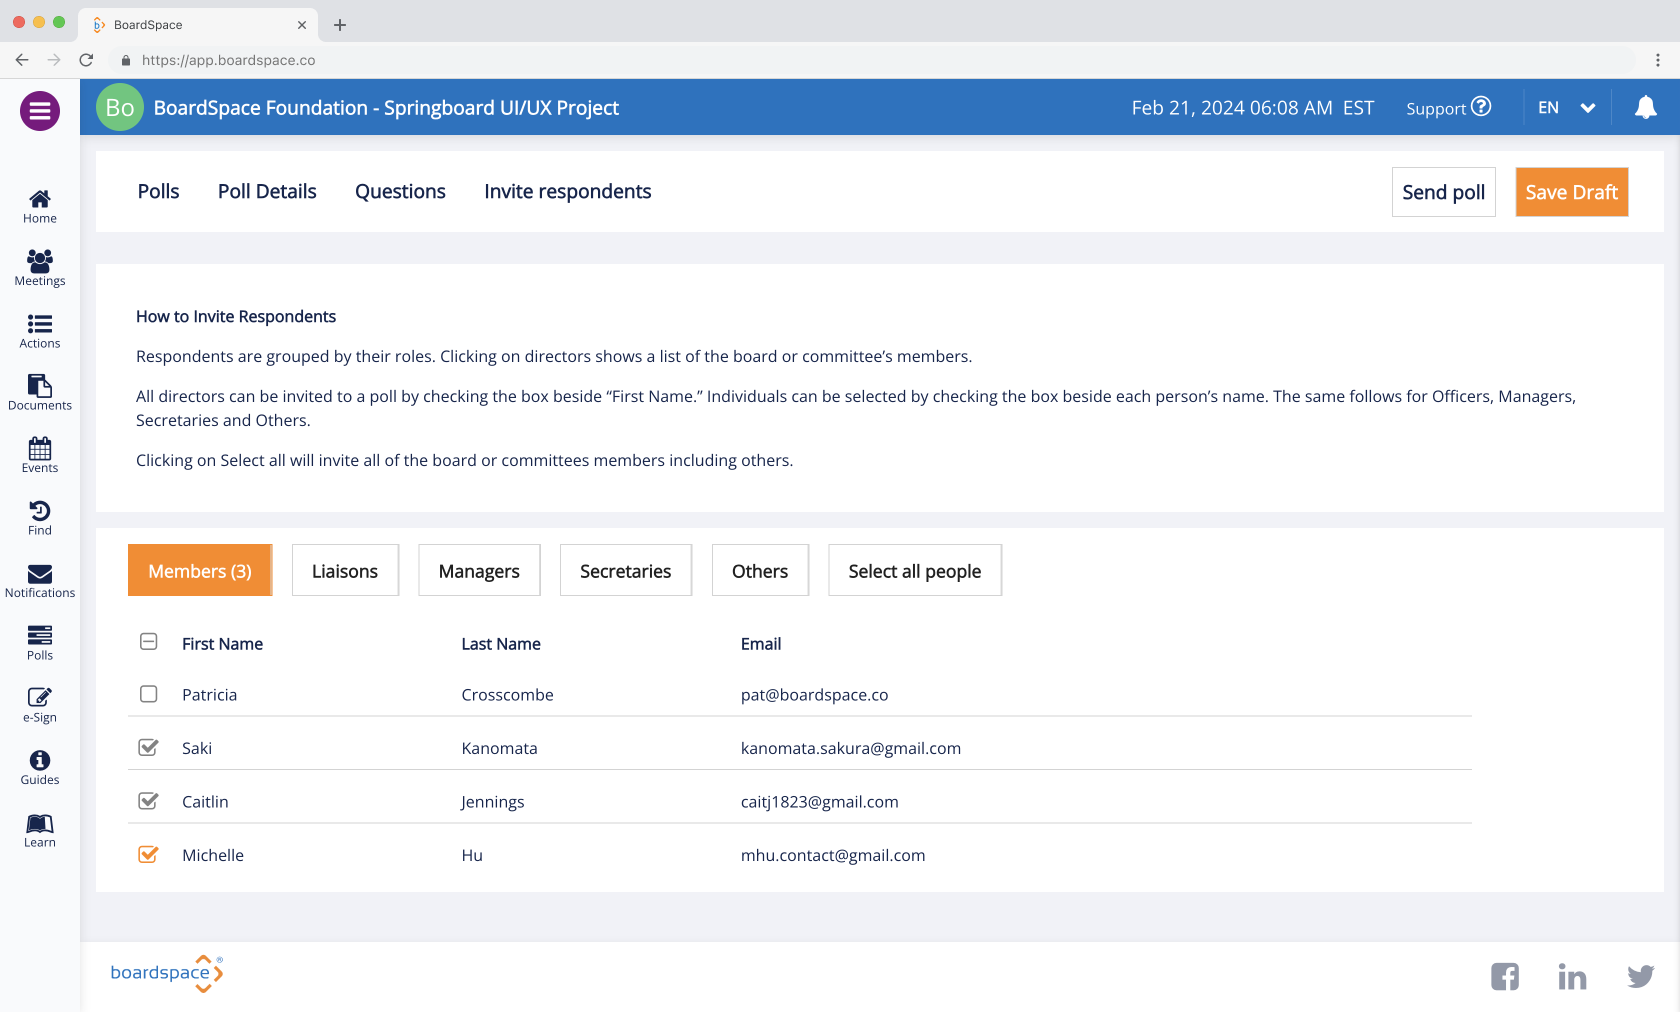 BoardSpace
https://app.boardspace.co
Bo BoardSpace Foundation - Springboard UI/UX Project
Feb 21, 2024 06:08 AM EST
Support
EN
Home
Meetings
Actions
Documents
Events
Find
Notifications
Polls
e-Sign
Guides
Learn
Polls
Poll Details
Questions
Invite respondents
Send poll
Save Draft
How to Invite Respondents
Respondents are grouped by their roles. Clicking on directors shows a list of the board or committee’s members.
All directors can be invited to a poll by checking the box beside “First Name.” Individuals can be selected by checking the box beside each person’s name. The same follows for Officers, Managers,
Secretaries and Others.
Clicking on Select all will invite all of the board or committees members including others.
Members (3)
Liaisons
Managers
Secretaries
Others
Select all people
First Name Last Name Email
Patricia Crosscombe pat@boardspace.co
Saki Kanomata kanomata.sakura@gmail.com
Caitlin Jennings caitj1823@gmail.com
Michelle Hu mhu.contact@gmail.com
boardspace®